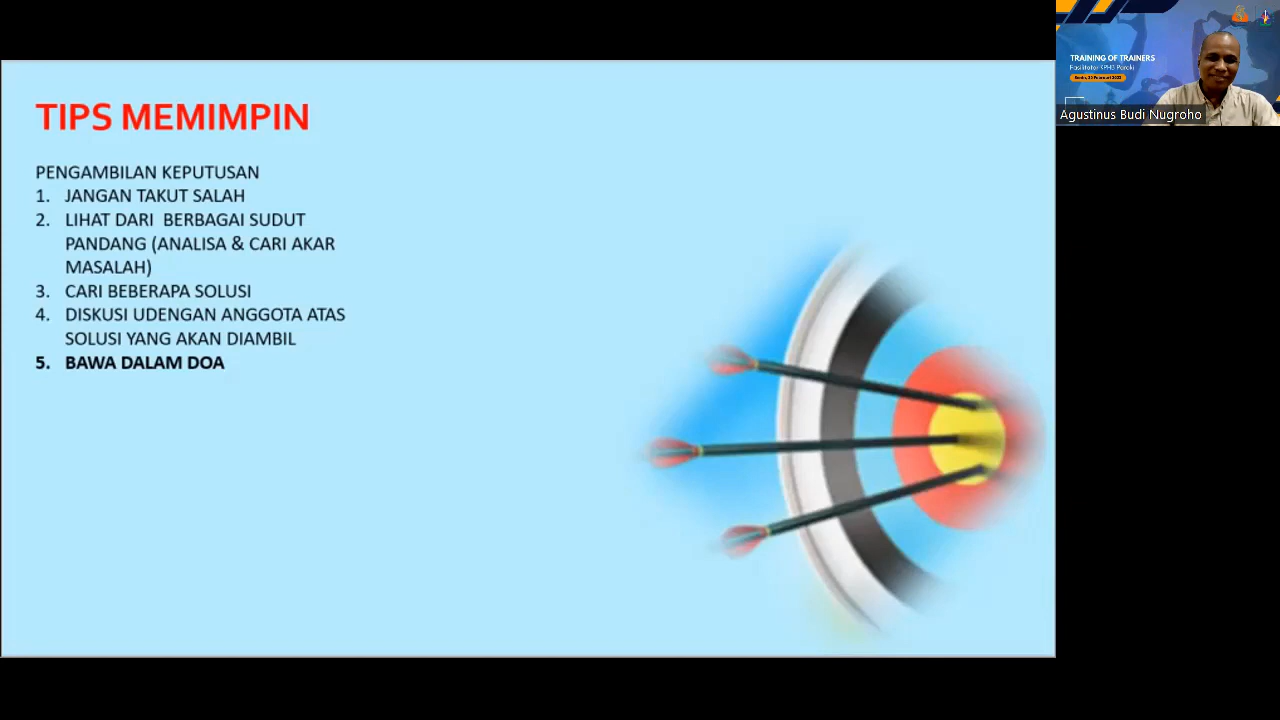 TIPS MEMIMPIN
PENGAMBILAN KEPUTUSAN
1. JANGAN TAKUT SALAH
2. LIHAT DARI BERBAGAI SUDUT
PANDANG (ANALISA & CARI AKAR
MASALAH)
3. CARI BEBERAPA SOLUSI
4. DISKUSI UDENGAN ANGGOTA ATAS
SOLUSI YANG AKAN DIAMBIL
5. BAWA DALAM DOA
TRAINING OF TRAINERS
Fasilitator
Agustinus Budi Nugroho